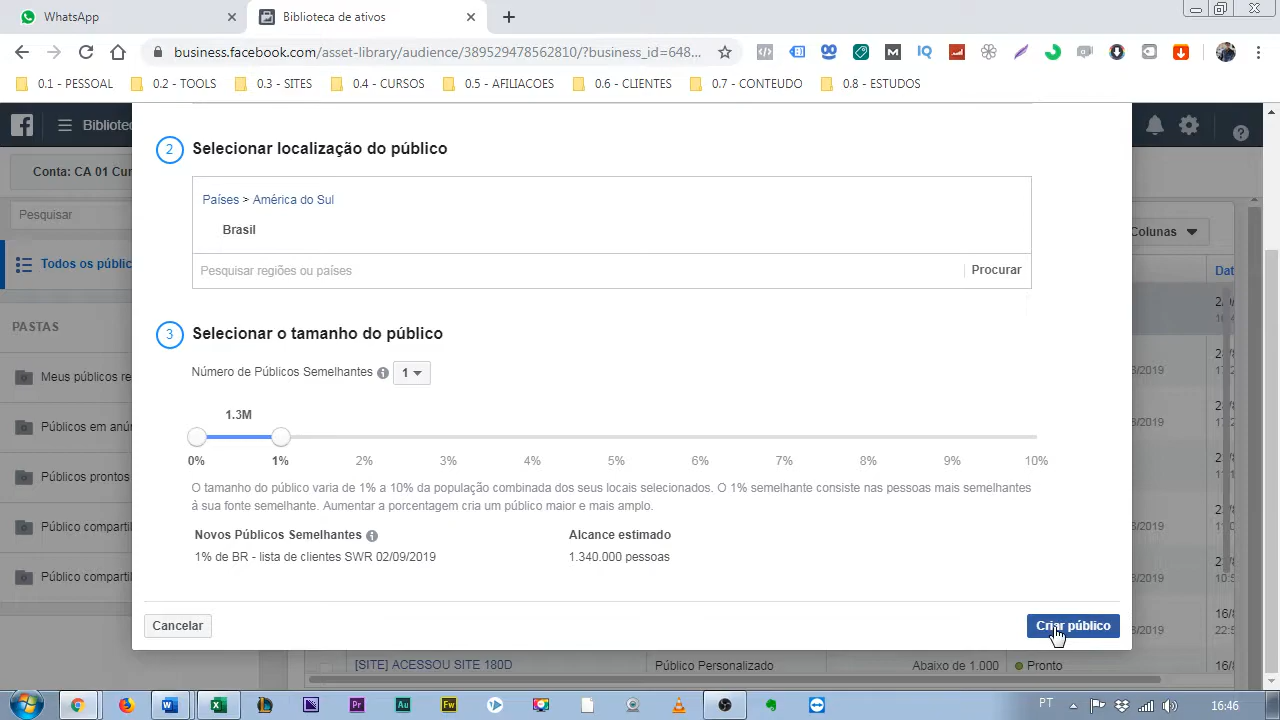 WhatsApp
Biblioteca de ativos
business.facebook.com/asset-library/audience/389529478562810/?business_id=648...
0.1 - PESSOAL
0.2 - TOOLS
0.3 - SITES
0.4 - CURSOS
0.5 - AFILIACOES
0.6 - CLIENTES
0.7 - CONTEUDO
0.8 - ESTUDOS
Bibliotec
Conta: CA 01 Cur
Pesquisar
Colunas
Todos os públic
Dat
PASTAS
Meus públicos re
Públicos em anún
Públicos prontos
Público compartil
Público compartil
2 Selecionar localização do público
Países > América do Sul
Brasil
Pesquisar regiões ou países
Procurar
3 Selecionar o tamanho do público
Número de Públicos Semelhantes
1
1.3M
0% 1% 2% 3% 4% 5% 6% 7% 8% 9% 10%
O tamanho do público varia de 1% a 10% da população combinada dos seus locais selecionados. O 1% semelhante consiste nas pessoas mais semelhantes
à sua fonte semelhante. Aumentar a porcentagem cria um público maior e mais amplo.
Novos Públicos Semelhantes
Alcance estimado
1% de BR - lista de clientes SWR 02/09/2019
1.340.000 pessoas
Cancelar
Criar público
[SITE] ACESSOU SITE 180D
Público Personalizado
Abaixo de 1.000
Pronto
16/8
PT
16:46